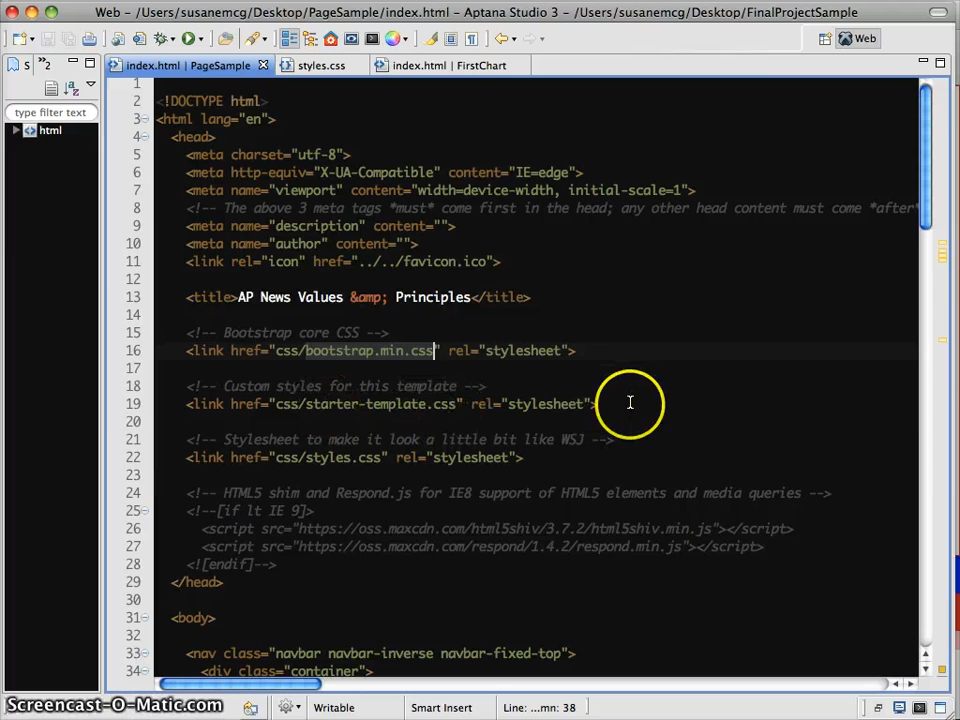 Web - /Users/susanemcg/Desktop/PageSample/index.html - Aptana Studio 3 - /Users/susanemcg/Desktop/FinalProjectSample
Web
S
»2
index.html | PageSample
styles.css
index.html | FirstChart
type filter text
html
1
2 <!DOCTYPE html>
3 <html lang="en">
4 <head>
5 <meta charset="utf-8">
6 <meta http-equiv="X-UA-Compatible" content="IE=edge">
7 <meta name="viewport" content="width=device-width, initial-scale=1">
8 <!-- The above 3 meta tags *must* come first in the head; any other head content must come *after*
9 <meta name="description" content="">
10 <meta name="author" content="">
11 <link rel="icon" href="../../favicon.ico">
12
13 <title>AP News Values &amp; Principles</title>
14
15 <!-- Bootstrap core CSS -->
16 <link href="css/bootstrap.min.css" rel="stylesheet">
17
18 <!-- Custom styles for this template -->
19 <link href="css/starter-template.css" rel="stylesheet">
20
21 <!-- Stylesheet to make it look a little bit like WSJ -->
22 <link href="css/styles.css" rel="stylesheet">
23
24 <!-- HTML5 shim and Respond.js for IE8 support of HTML5 elements and media queries -->
25 <!--[if lt IE 9]>
26 <script src="https://oss.maxcdn.com/html5shiv/3.7.2/html5shiv.min.js"></script>
27 <script src="https://oss.maxcdn.com/respond/1.4.2/respond.min.js"></script>
28 <![endif]-->
29 </head>
30
31 <body>
32
33 <nav class="navbar navbar-inverse navbar-fixed-top">
34 <div class="container">
Screencast-O-Matic.com
Writable
Smart Insert
Line: ...mn: 38